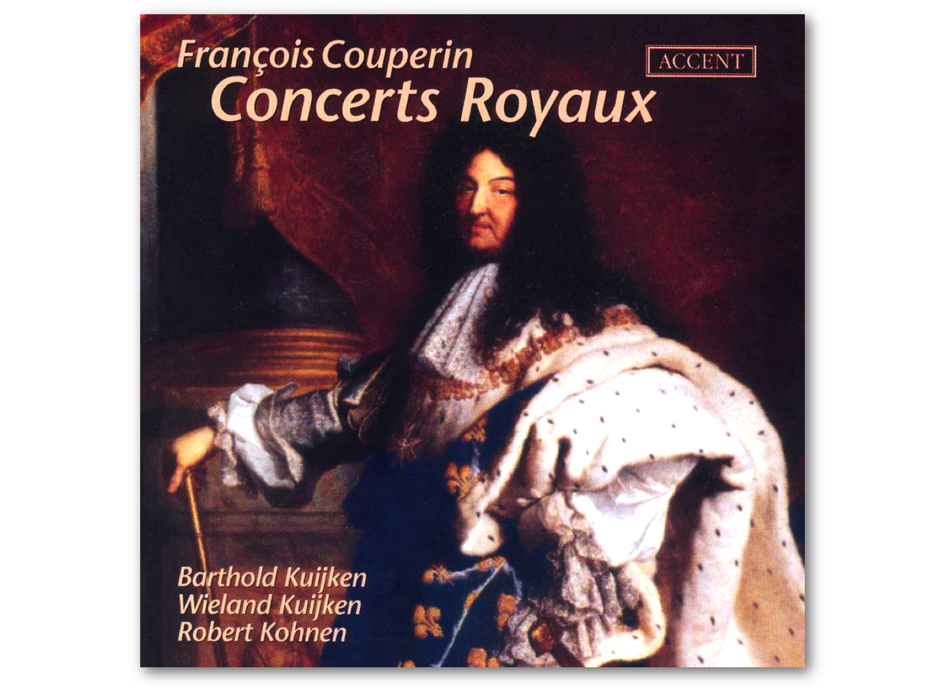 François Couperin
ACCENT
Concerts Royaux
Barthold Kuijken
Wieland Kuijken
Robert Kohnen